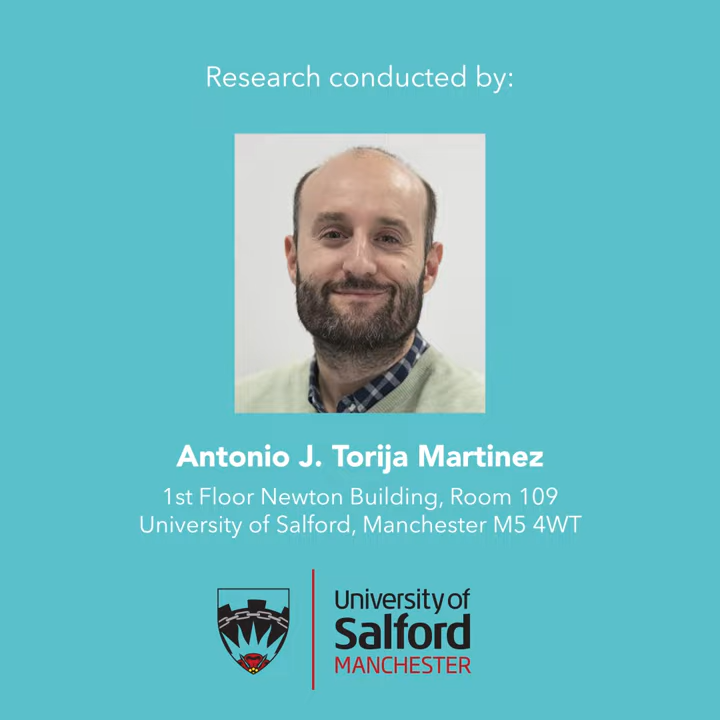 Research conducted by:
Antonio J. Torija Martinez
1st Floor Newton Building, Room 109
University of Salford, Manchester M5 4WT
University of
Salford
MANCHESTER